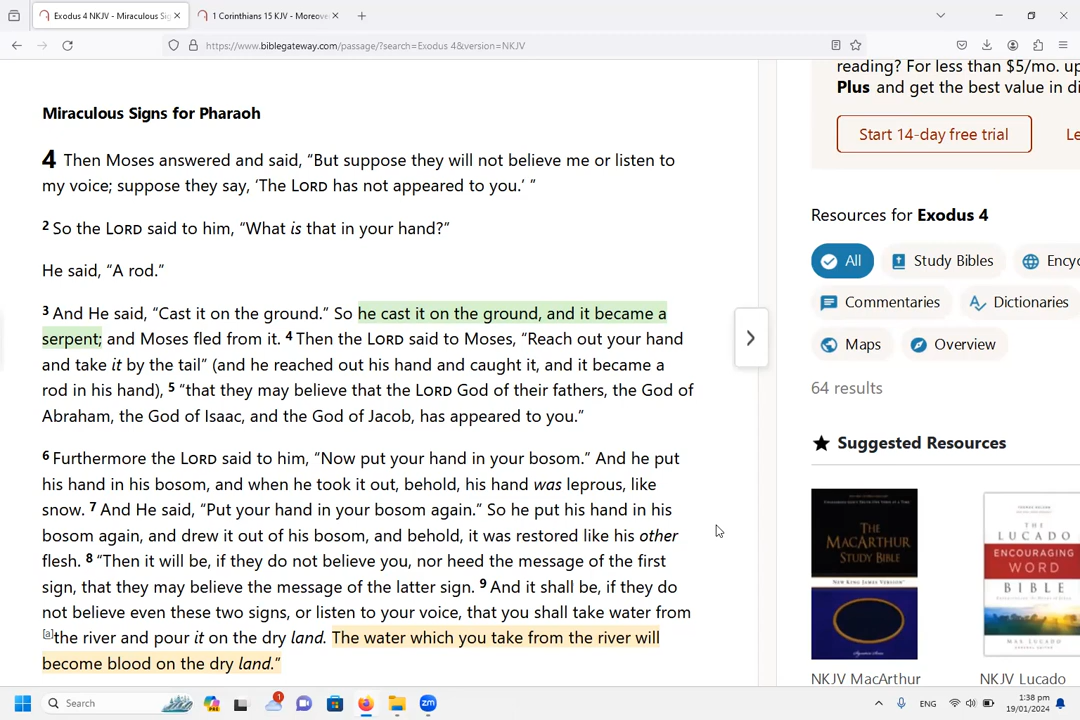 Exodus 4 NKJV - Miraculous Sig
1 Corinthians 15 KJV - Moreove
https://www.biblegateway.com/passage/?search=Exodus 4&version=NKJV
Miraculous Signs for Pharaoh
4 Then Moses answered and said, “But suppose they will not believe me or listen to
my voice; suppose they say, ‘The LORD has not appeared to you.’ ”
2 So the LORD said to him, “What is that in your hand?”
He said, “A rod.”
3 And He said, “Cast it on the ground.” So he cast it on the ground, and it became a
serpent; and Moses fled from it. 4 Then the LORD said to Moses, “Reach out your hand
and take it by the tail” (and he reached out his hand and caught it, and it became a
rod in his hand), 5 “that they may believe that the LORD God of their fathers, the God of
Abraham, the God of Isaac, and the God of Jacob, has appeared to you.”
6 Furthermore the LORD said to him, “Now put your hand in your bosom.” And he put
his hand in his bosom, and when he took it out, behold, his hand was leprous, like
snow. 7 And He said, “Put your hand in your bosom again.” So he put his hand in his
bosom again, and drew it out of his bosom, and behold, it was restored like his other
flesh. 8 “Then it will be, if they do not believe you, nor heed the message of the first
sign, that they may believe the message of the latter sign. 9 And it shall be, if they do
not believe even these two signs, or listen to your voice, that you shall take water from
[a]the river and pour it on the dry land. The water which you take from the river will
become blood on the dry land.”
reading? For less than $5/mo. up
Plus and get the best value in di
Start 14-day free trial
Le
Resources for Exodus 4
All
Study Bibles
Ency
Commentaries
Dictionaries
Maps
Overview
64 results
Suggested Resources
THE
MACARTHUR
STUDY BIBLE
NEW KING JAMES VERSION
THE
LUCADO
ENCOURAGING
WORD
BIBLE
MAX LUCADO
NKJV MacArthur
NKJV Lucado
Search
1
zm
ENG
1:38 pm
19/01/2024